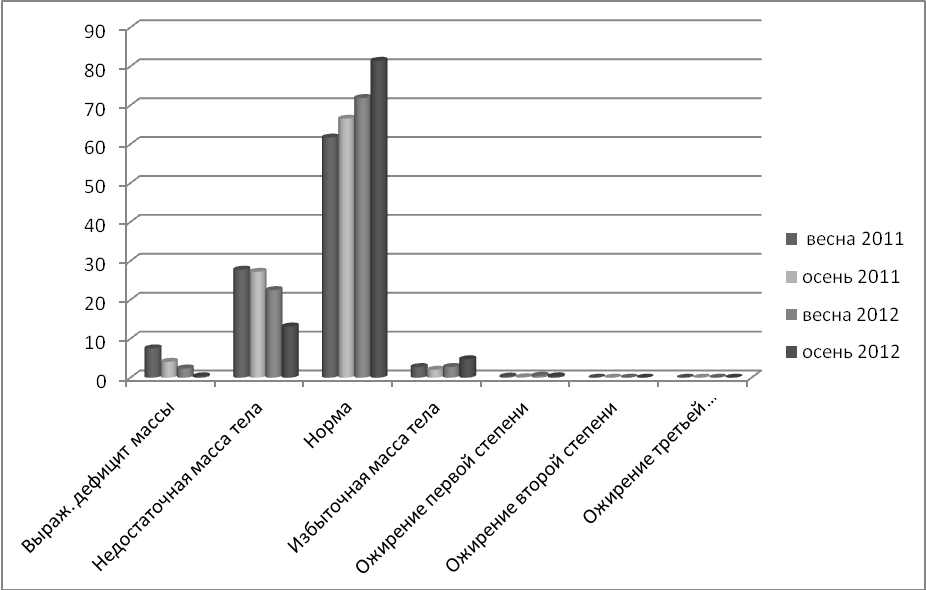 90
80
70
60
50
40
30
20
10
0
Выраж. дефицит массы
Недостаточная масса тела
Норма
Избыточная масса тела
Ожирение первой степени
Ожирение второй степени
Ожирение третьей...
весна 2011
осень 2011
весна 2012
осень 2012